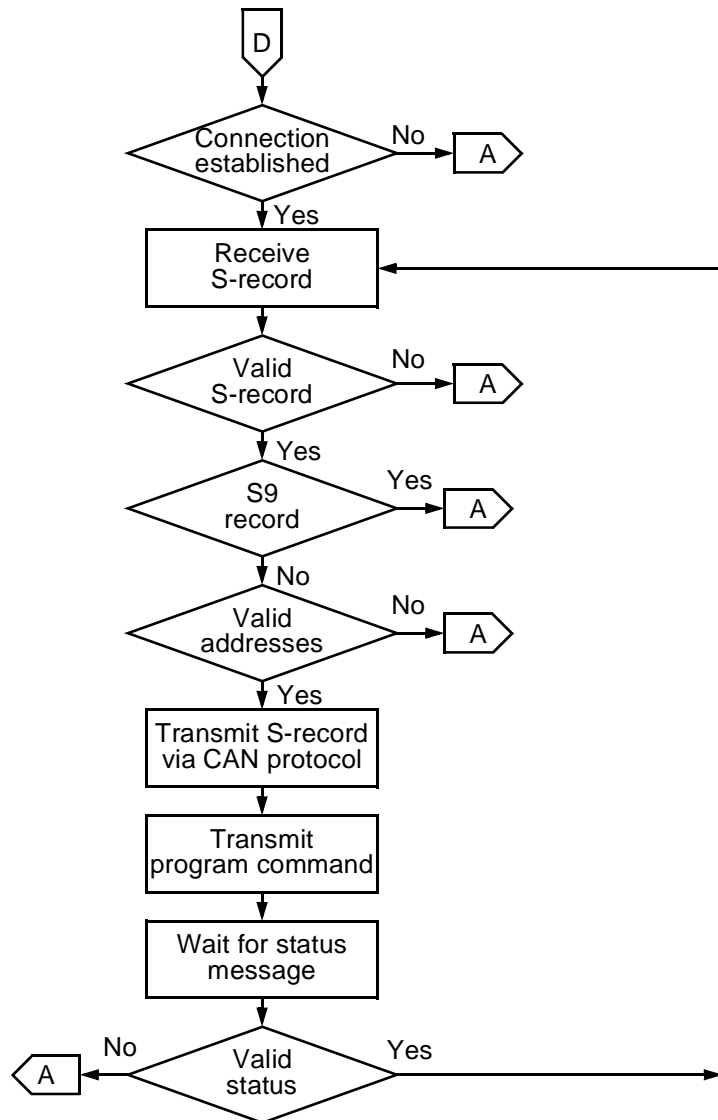 D
Connection
established
No
A
Yes
Receive
S-record
Valid
S-record
No
A
Yes
S9
record
Yes
A
No
Valid
addresses
No
A
Yes
Transmit S-record
via CAN protocol
Transmit
program command
Wait for status
message
No
A
Valid
status
Yes